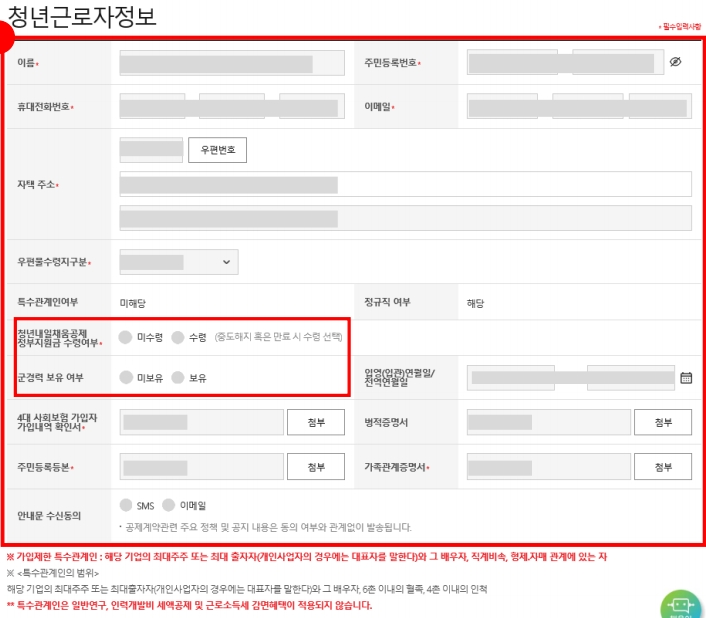 청년근로자정보
* 필수입력사항
이름*
주민등록번호*
휴대전화번호*
이메일*
우편번호
자택 주소*
우편물수령지구분*
특수관계인여부
미해당
정규직 여부
해당
청년내일채움공제
정부지원금 수령여부*
미수령
수령
(중도해지 혹은 만료 시 수령 선택)
군경력 보유 여부
미보유
보유
입영(입관)연월일/
전역연월일
4대 사회보험 가입자
가입내역 확인서*
첨부
병적증명서
첨부
주민등록등본*
첨부
가족관계증명서*
첨부
안내문 수신동의
SMS
이메일
• 공제계약관련 주요 정책 및 공지 내용은 동의 여부와 관계없이 발송됩니다.
※ 가입제한 특수관계인 : 해당 기업의 최대주주 또는 최대 출자자(개인사업자의 경우에는 대표자를 말한다)와 그 배우자, 직계비속, 형제.자매 관계에 있는 자
※ <특수관계인의 범위>
해당 기업의 최대주주 또는 최대출자자(개인사업자의 경우에는 대표자를 말한다)와 그 배우자, 6촌 이내의 혈족, 4촌 이내의 인척
** 특수관계인은 일반연구, 인력개발비 세액공제 및 근로소득세 감면혜택이 적용되지 않습니다.